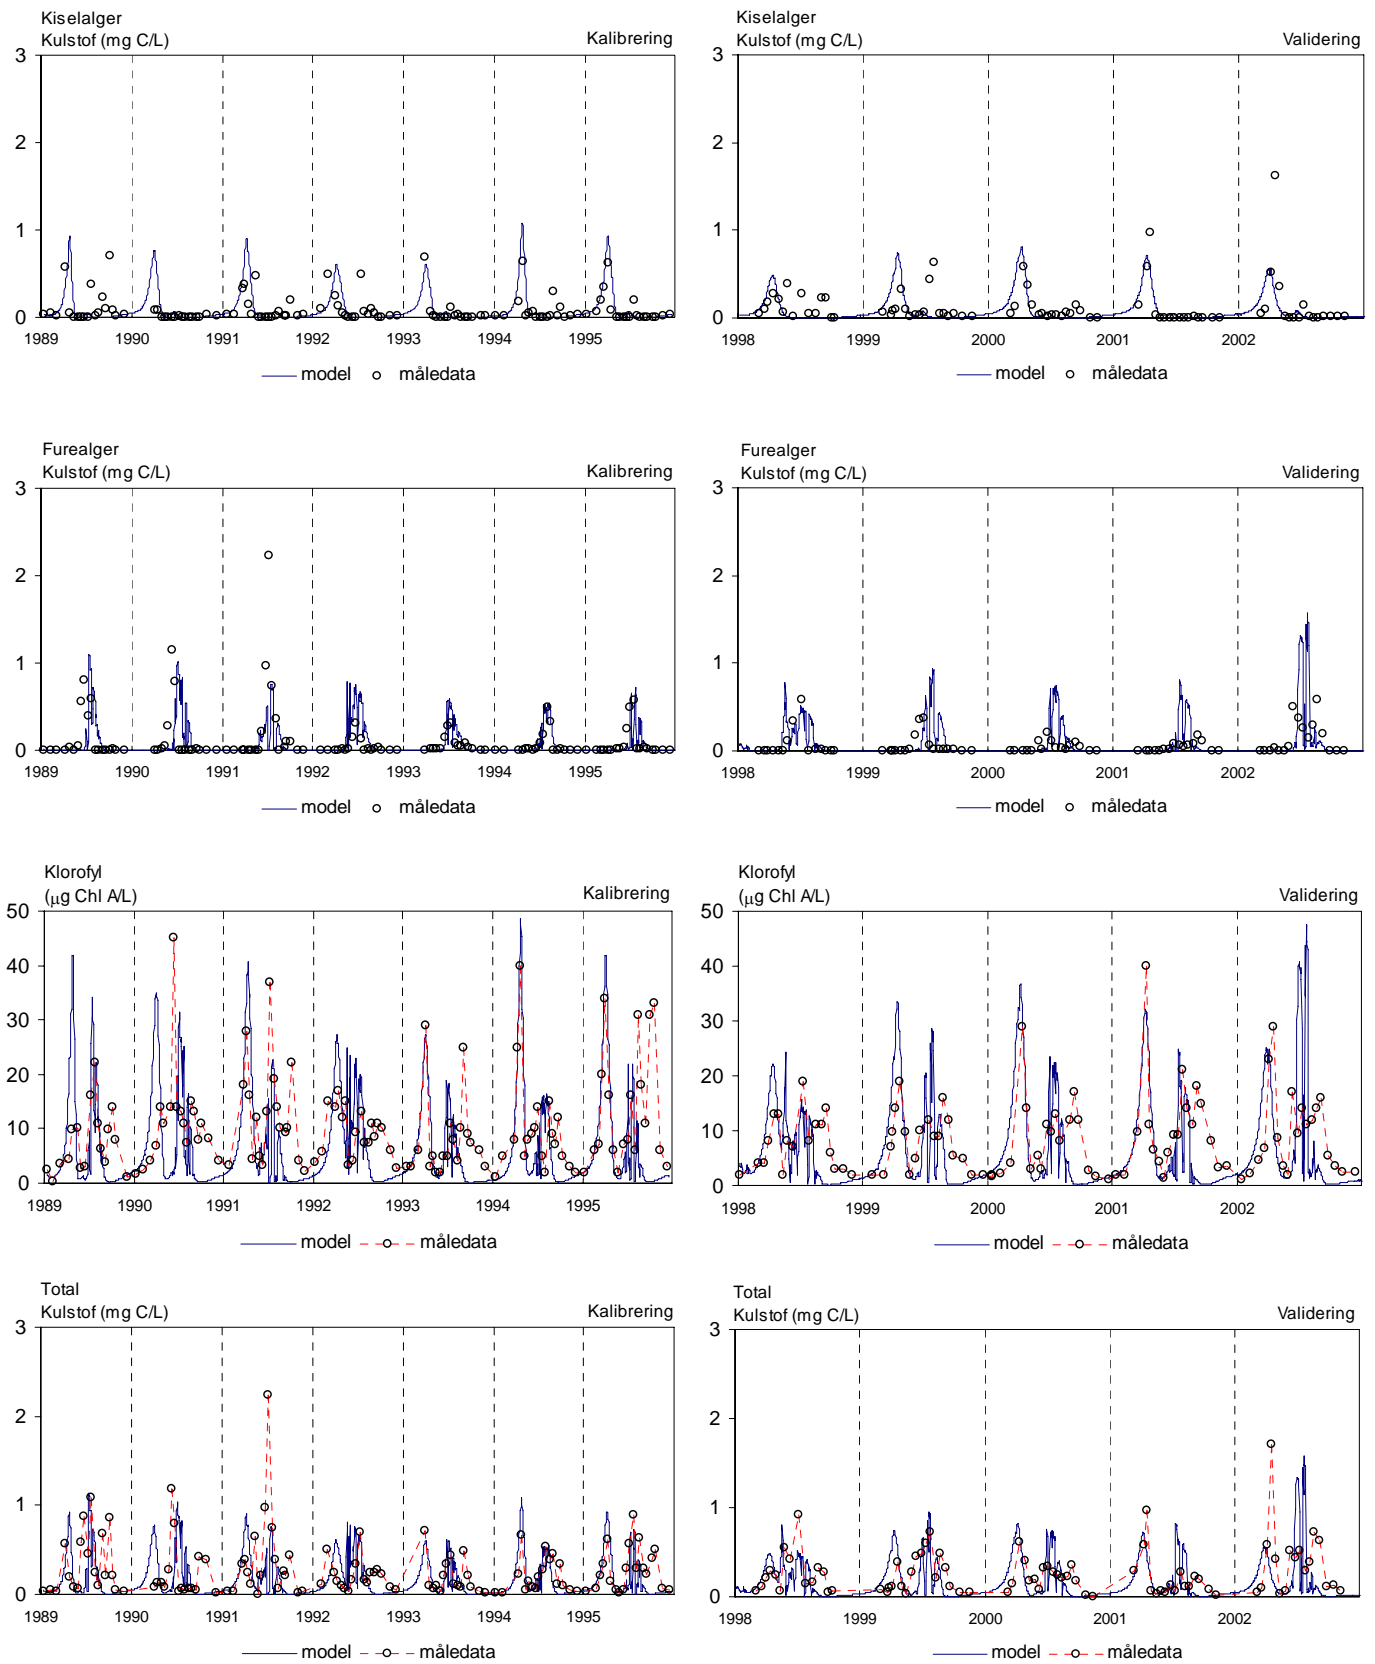 Kiselalger
Kulstof (mg C/L)
Kalibrering
3
2
1
0
1989 1990 1991 1992 1993 1994 1995
model måledata
Kiselalger
Kulstof (mg C/L)
Validering
3
2
1
0
1998 1999 2000 2001 2002
model måledata
Furealger
Kulstof (mg C/L)
Kalibrering
3
2
1
0
1989 1990 1991 1992 1993 1994 1995
model måledata
Furealger
Kulstof (mg C/L)
Validering
3
2
1
0
1998 1999 2000 2001 2002
model måledata
Klorofyl
(µg Chl A/L)
Kalibrering
50
40
30
20
10
0
1989 1990 1991 1992 1993 1994 1995
model måledata
Klorofyl
(µg Chl A/L)
Validering
50
40
30
20
10
0
1998 1999 2000 2001 2002
model måledata
Total
Kulstof (mg C/L)
Kalibrering
3
2
1
0
1989 1990 1991 1992 1993 1994 1995
model måledata
Total
Kulstof (mg C/L)
Validering
3
2
1
0
1998 1999 2000 2001 2002
model måledata